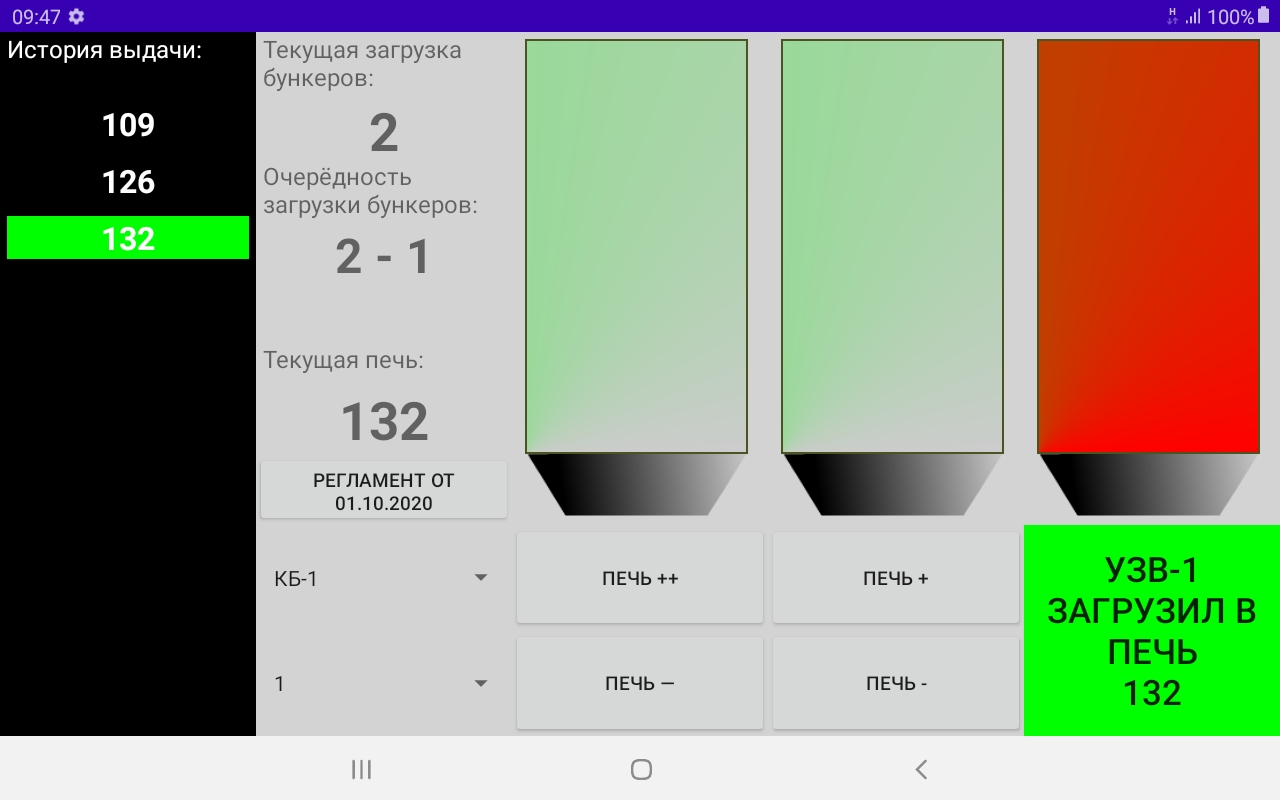 09:47
H
100%
История выдачи:
109
126
132
Текущая загрузка
бункеров:
2
Очерёдность
загрузки бункеров:
2 - 1
Текущая печь:
132
РЕГЛАМЕНТ ОТ
01.10.2020
КБ-1
1
ПЕЧЬ ++
ПЕЧЬ +
ПЕЧЬ —
ПЕЧЬ -
УЗВ-1
ЗАГРУЗИЛ В
ПЕЧЬ
132